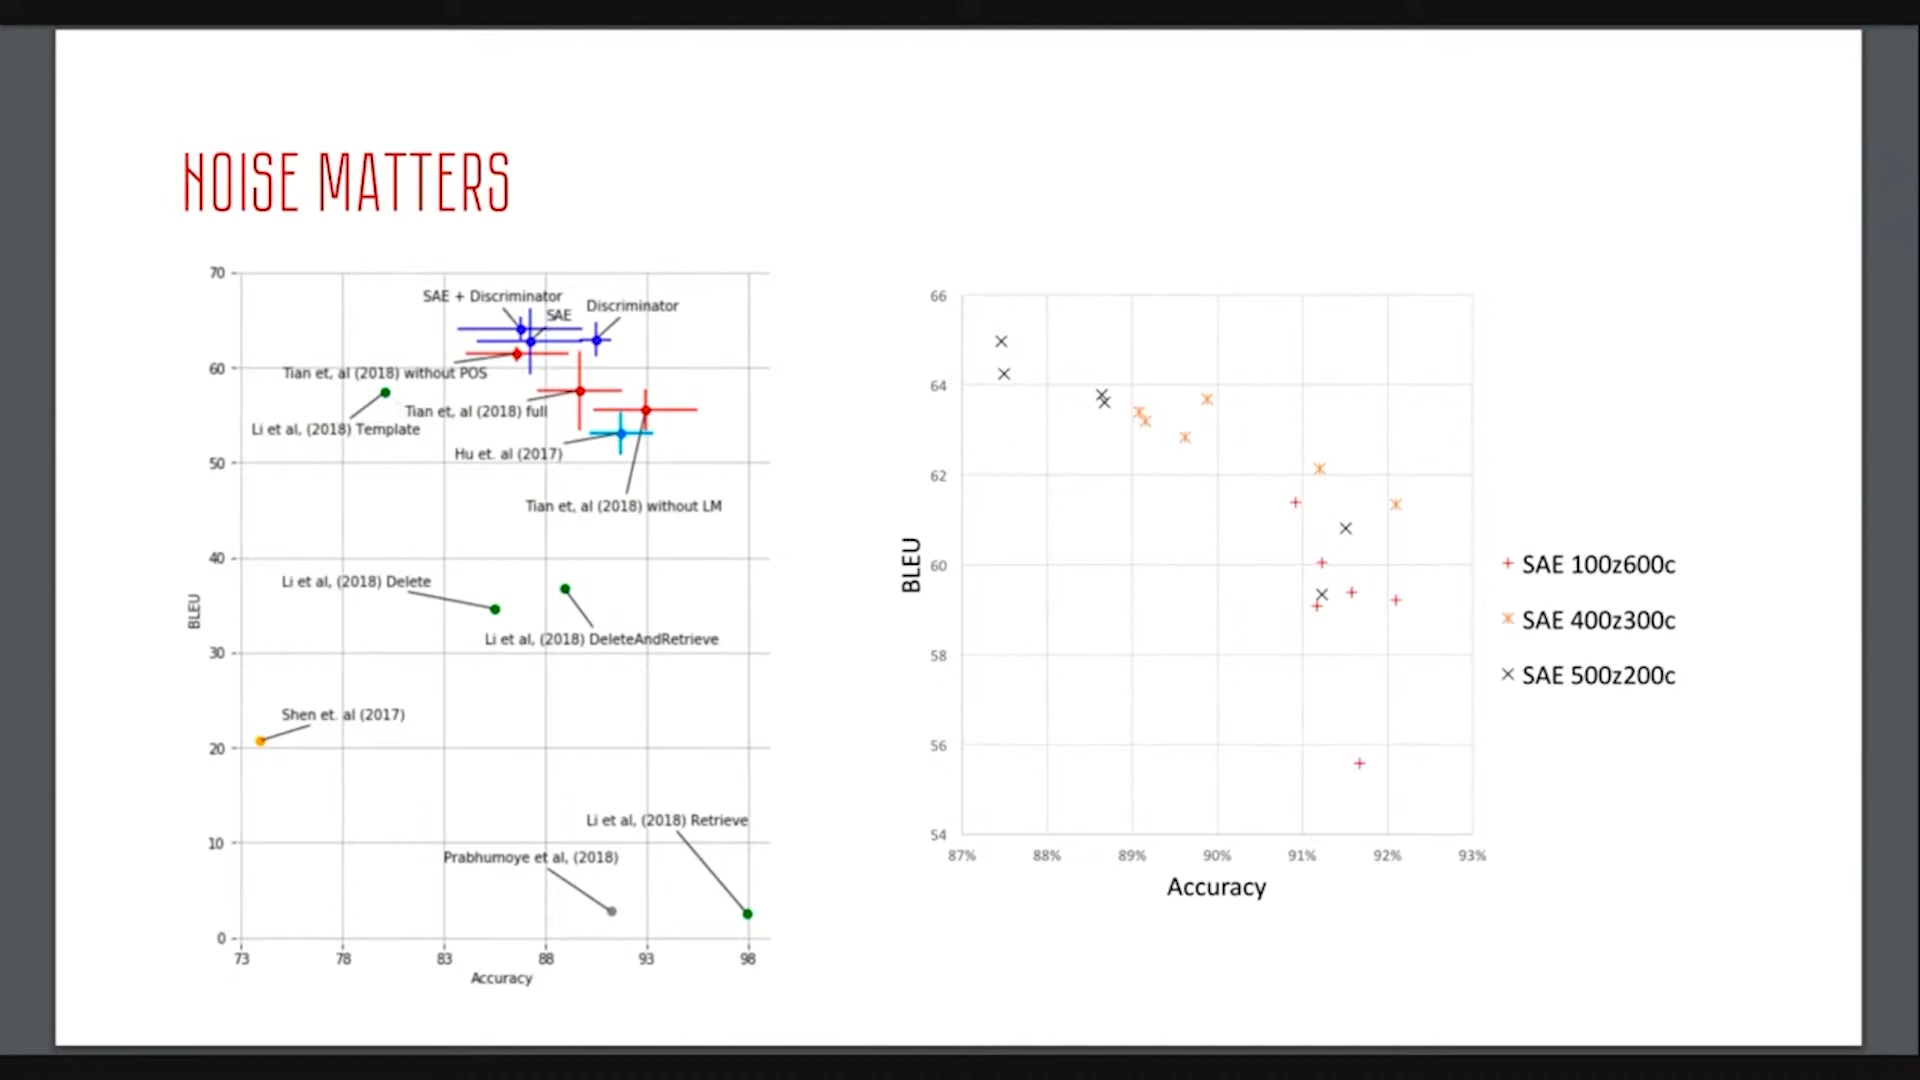 NOISE MATTERS
70
60
50
40
30
20
10
0
BLEU
73 78 83 88 93 98
Accuracy
SAE + Discriminator
SAE
Discriminator
Tian et, al (2018) without POS
Tian et, al (2018) full
Li et al, (2018) Template
Hu et. al (2017)
Tian et, al (2018) without LM
Li et al, (2018) Delete
Li et al, (2018) DeleteAndRetrieve
Shen et. al (2017)
Li et al, (2018) Retrieve
Prabhumoye et al, (2018)
66
64
62
60
58
56
54
BLEU
87% 88% 89% 90% 91% 92% 93%
Accuracy
SAE 100z600c
SAE 400z300c
SAE 500z200c